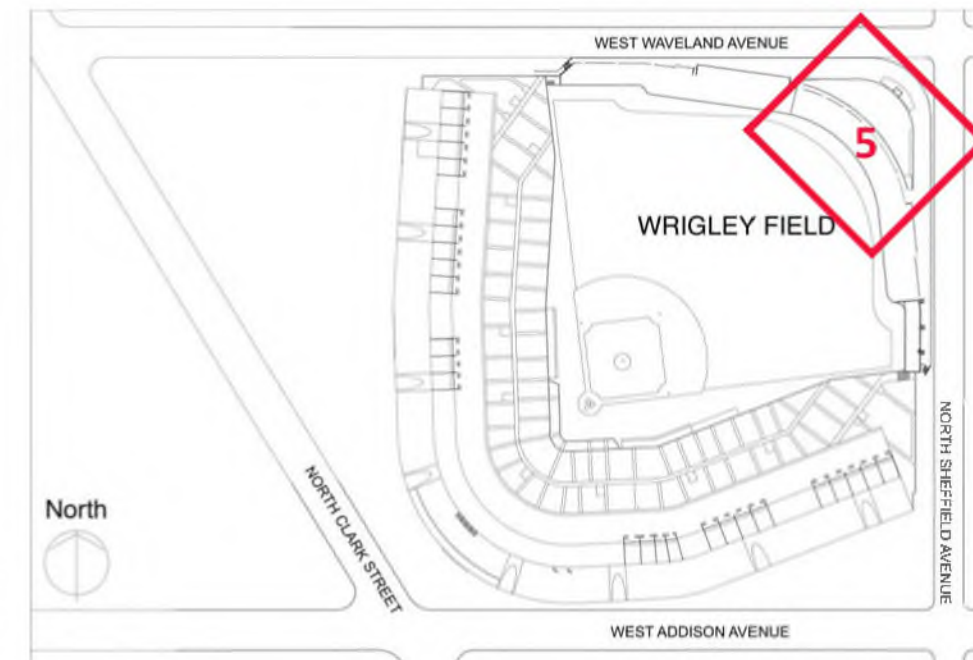 WEST WAVELAND AVENUE
5
WRIGLEY FIELD
NORTH SHEFFIELD AVENUE
NORTH CLARK STREET
North
WEST ADDISON AVENUE